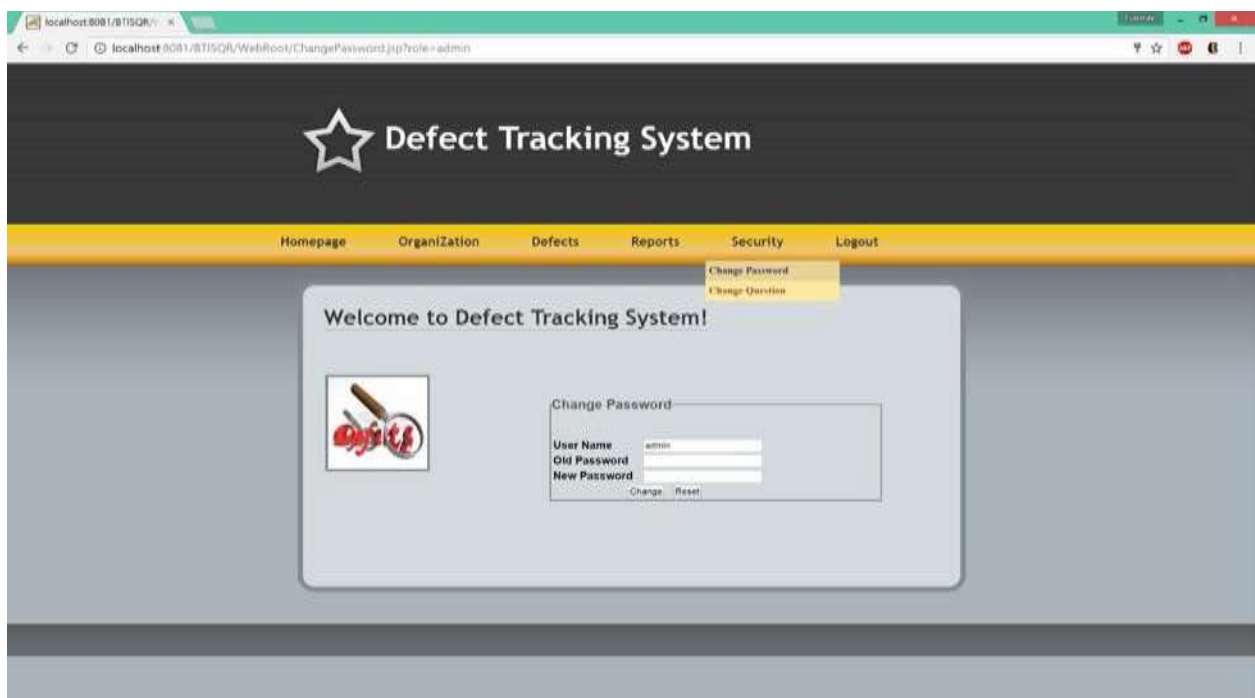 localhost:8081/BTISQR/
localhost:8081/BTISQR/WebRoot/ChangePassword.jsp?role=admin
Defect Tracking System
Homepage OrganiZation Defects Reports Security Logout
Change Password
Change Question
Welcome to Defect Tracking System!
Defects
Change Password
User Name admin
Old Password
New Password
Change Reset